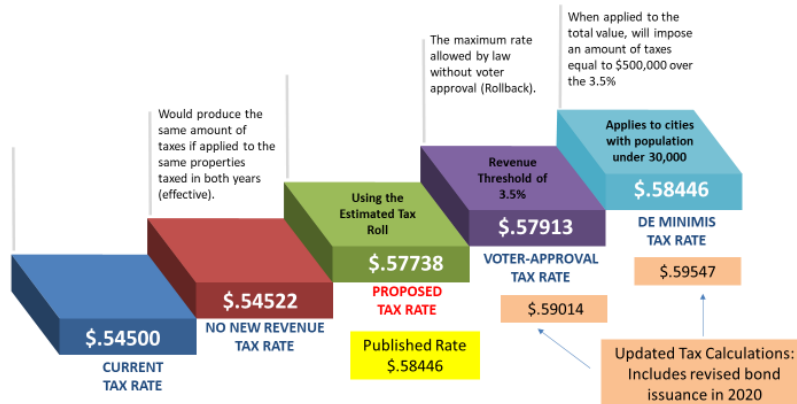 When applied to the
total value, will impose
an amount of taxes
equal to $500,000 over
the 3.5%
The maximum rate
allowed by law
without voter
approval (Rollback).
Would produce the
same amount of
taxes if applied to the
same properties
taxed in both years
(effective).
Applies to cities
with population
under 30,000
$.58446
DE MINIMIS
TAX RATE
$.59547
Revenue
Threshold of
3.5%
$.57913
VOTER-APPROVAL
TAX RATE
$.59014
Using the
Estimated Tax
Roll
$.57738
PROPOSED
TAX RATE
Published Rate
$.58446
$.54522
NO NEW REVENUE
TAX RATE
$.54500
CURRENT
TAX RATE
Updated Tax Calculations:
Includes revised bond
issuance in 2020